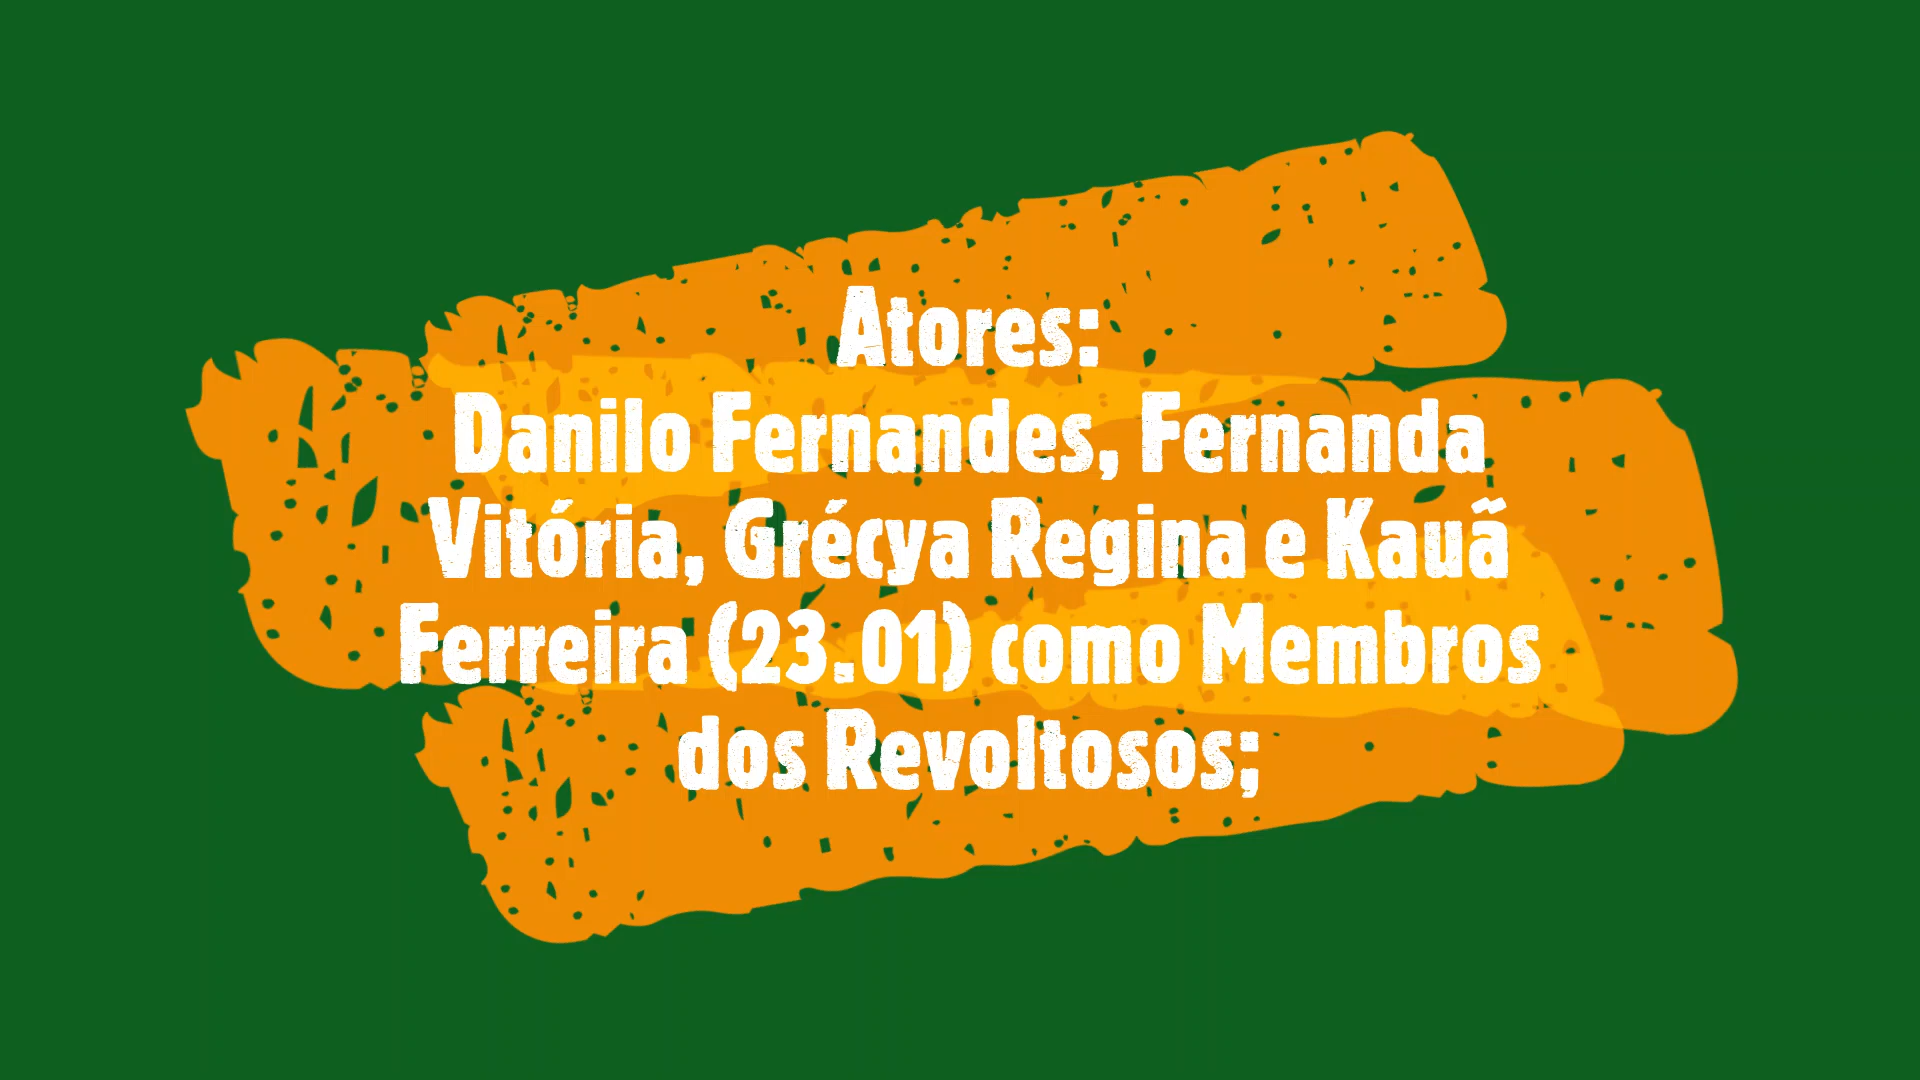 Atores:
Danilo Fernandes, Fernanda
Vitória, Grécya Regina e Kauã
Ferreira (23.01) como Membros
dos Revoltosos;